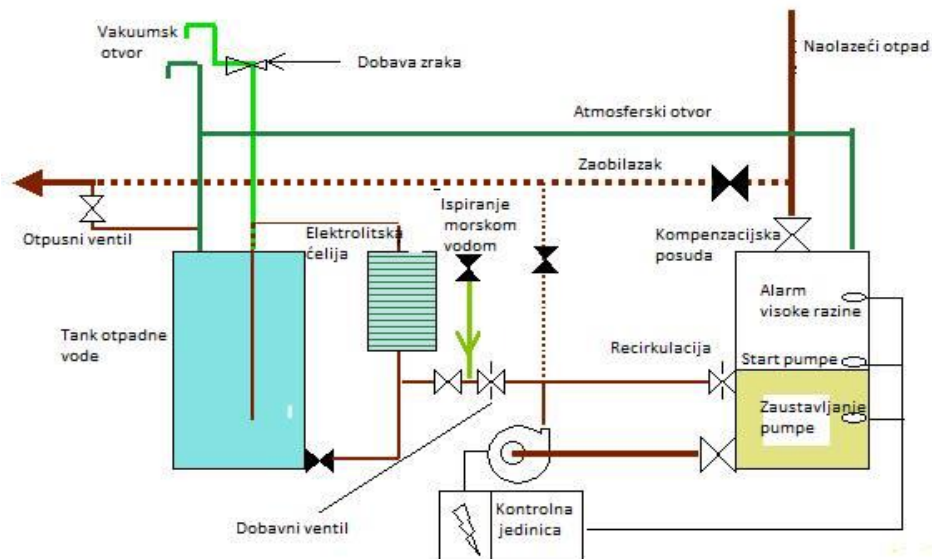 Vakuumsk
otvor
Dobava zraka
Naolazeći otpad
Atmosferski otvor
Zaobilazak
Ispiranje
morskom
vodom
Otpusni ventil
Elektrolitska
ćelija
Kompenzacijska
posuda
Alarm
visoke razine
Tank otpadne
vode
Recirkulacija
Start pumpe
Zaustavljanje
pumpe
Dobavni ventil
Kontrolna
jedinica